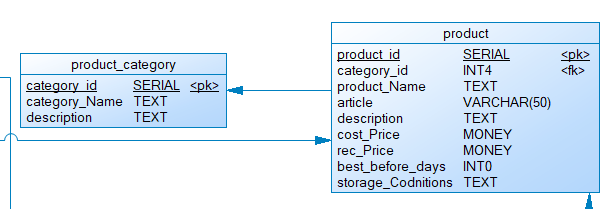 product_category
category_id SERIAL <pk>
category_Name TEXT
description TEXT
product
product_id SERIAL <pk>
category_id INT4 <fk>
product_Name TEXT
article VARCHAR(50)
description TEXT
cost_Price MONEY
rec_Price MONEY
best_before_days INT0
storage_Codnitions TEXT